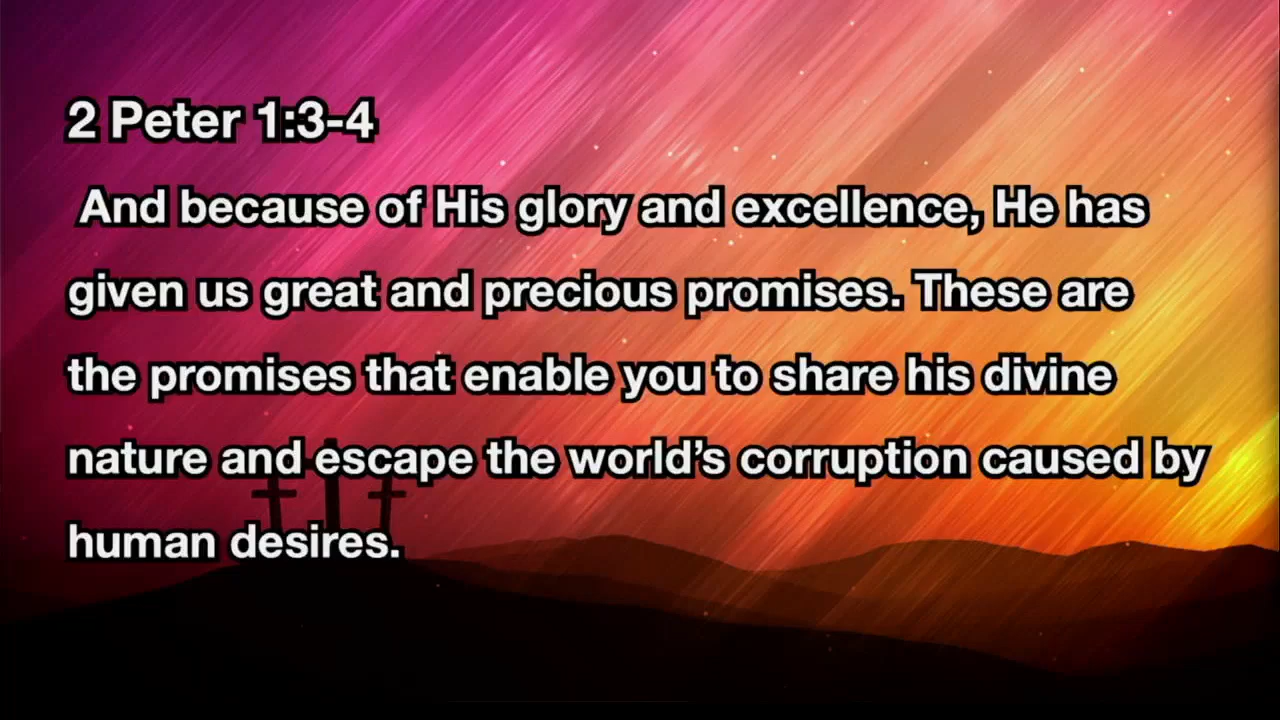 2 Peter 1:3-4
And because of His glory and excellence, He has
given us great and precious promises. These are
the promises that enable you to share his divine
nature and escape the world’s corruption caused by
human desires.